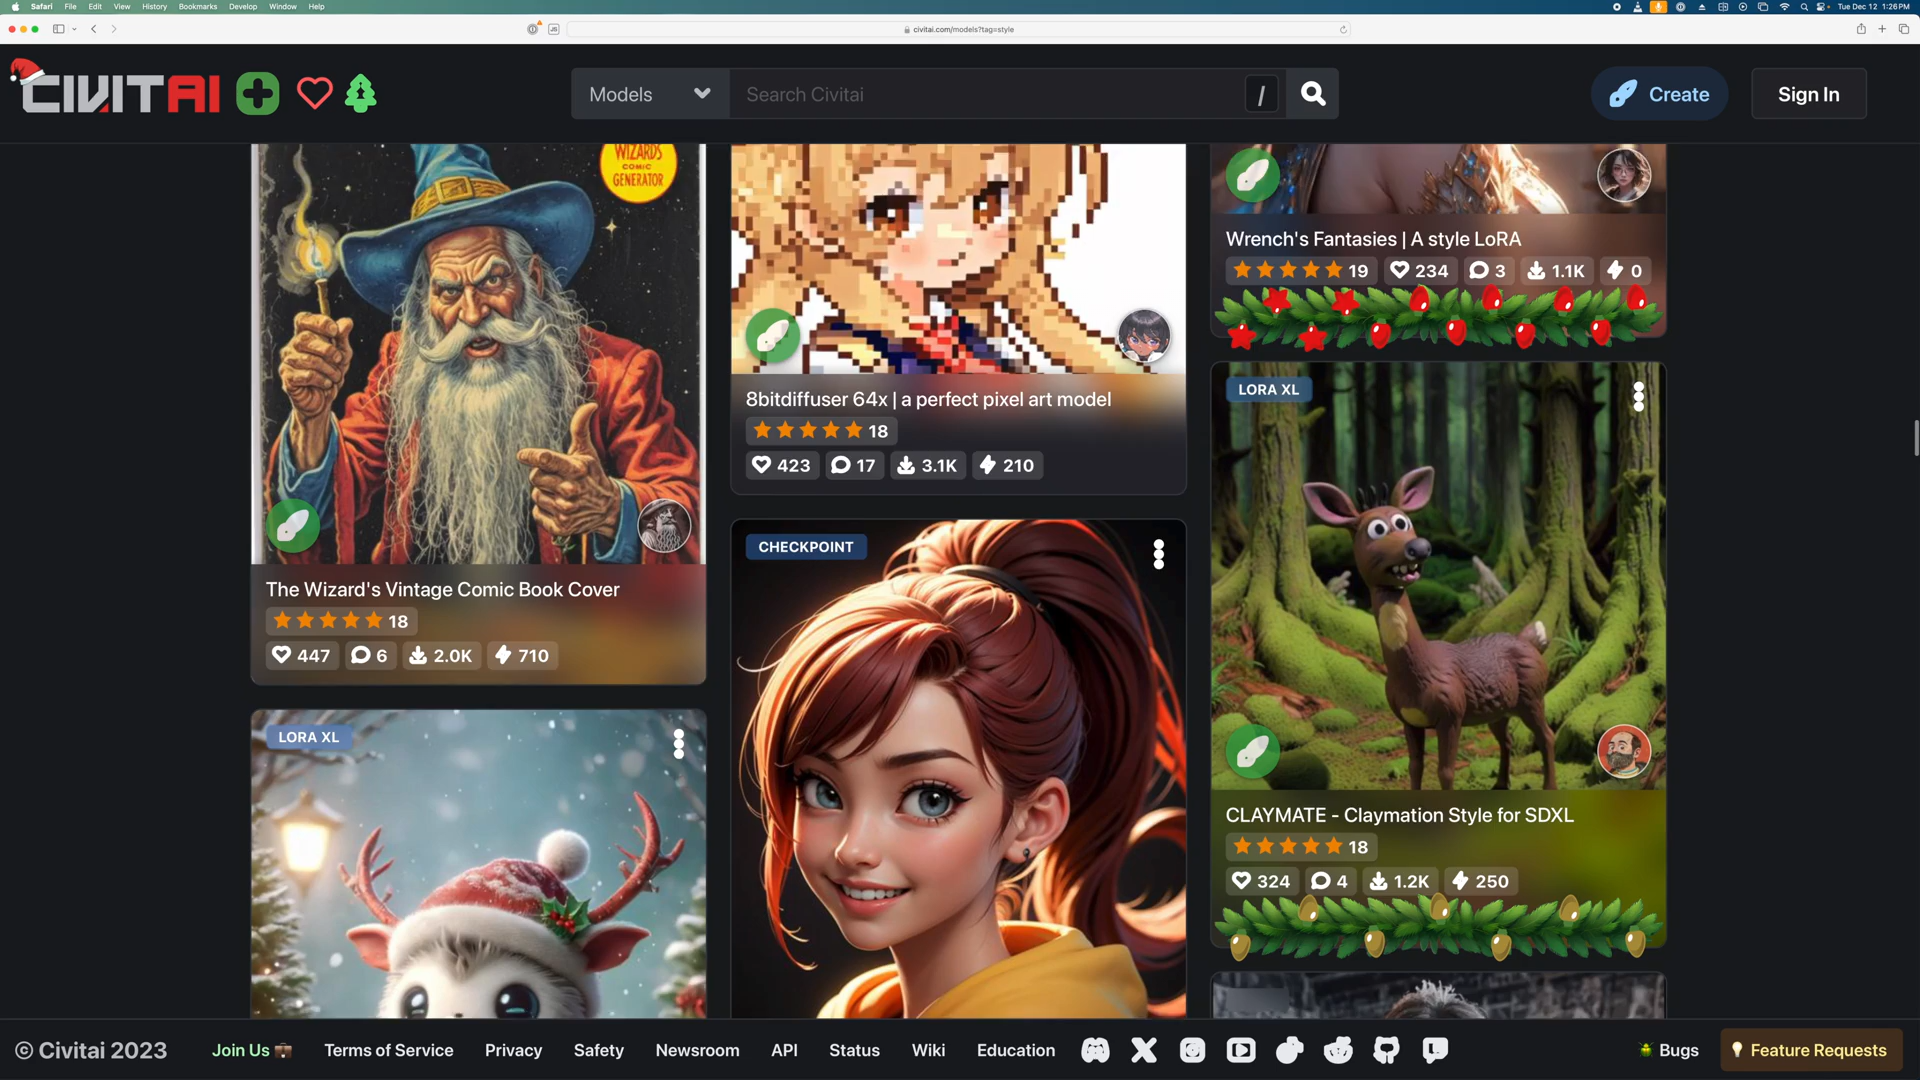 Safari File Edit View History Bookmarks Develop Window Help
Tue Dec 12 1:26 PM
civitai.com/models?tag=style
CIVITAI
Models
Search Civitai
/
Create
Sign In
WIZARDS
COMIC
GENERATOR
The Wizard's Vintage Comic Book Cover
18
447 6 2.0K 710
LORA XL
8bitdiffuser 64x | a perfect pixel art model
18
423 17 3.1K 210
CHECKPOINT
Wrench's Fantasies | A style LoRA
19 234 3 1.1K 0
LORA XL
CLAYMATE - Claymation Style for SDXL
18
324 4 1.2K 250
© Civitai 2023
Join Us Terms of Service Privacy Safety Newsroom API Status Wiki Education
Bugs
Feature Requests